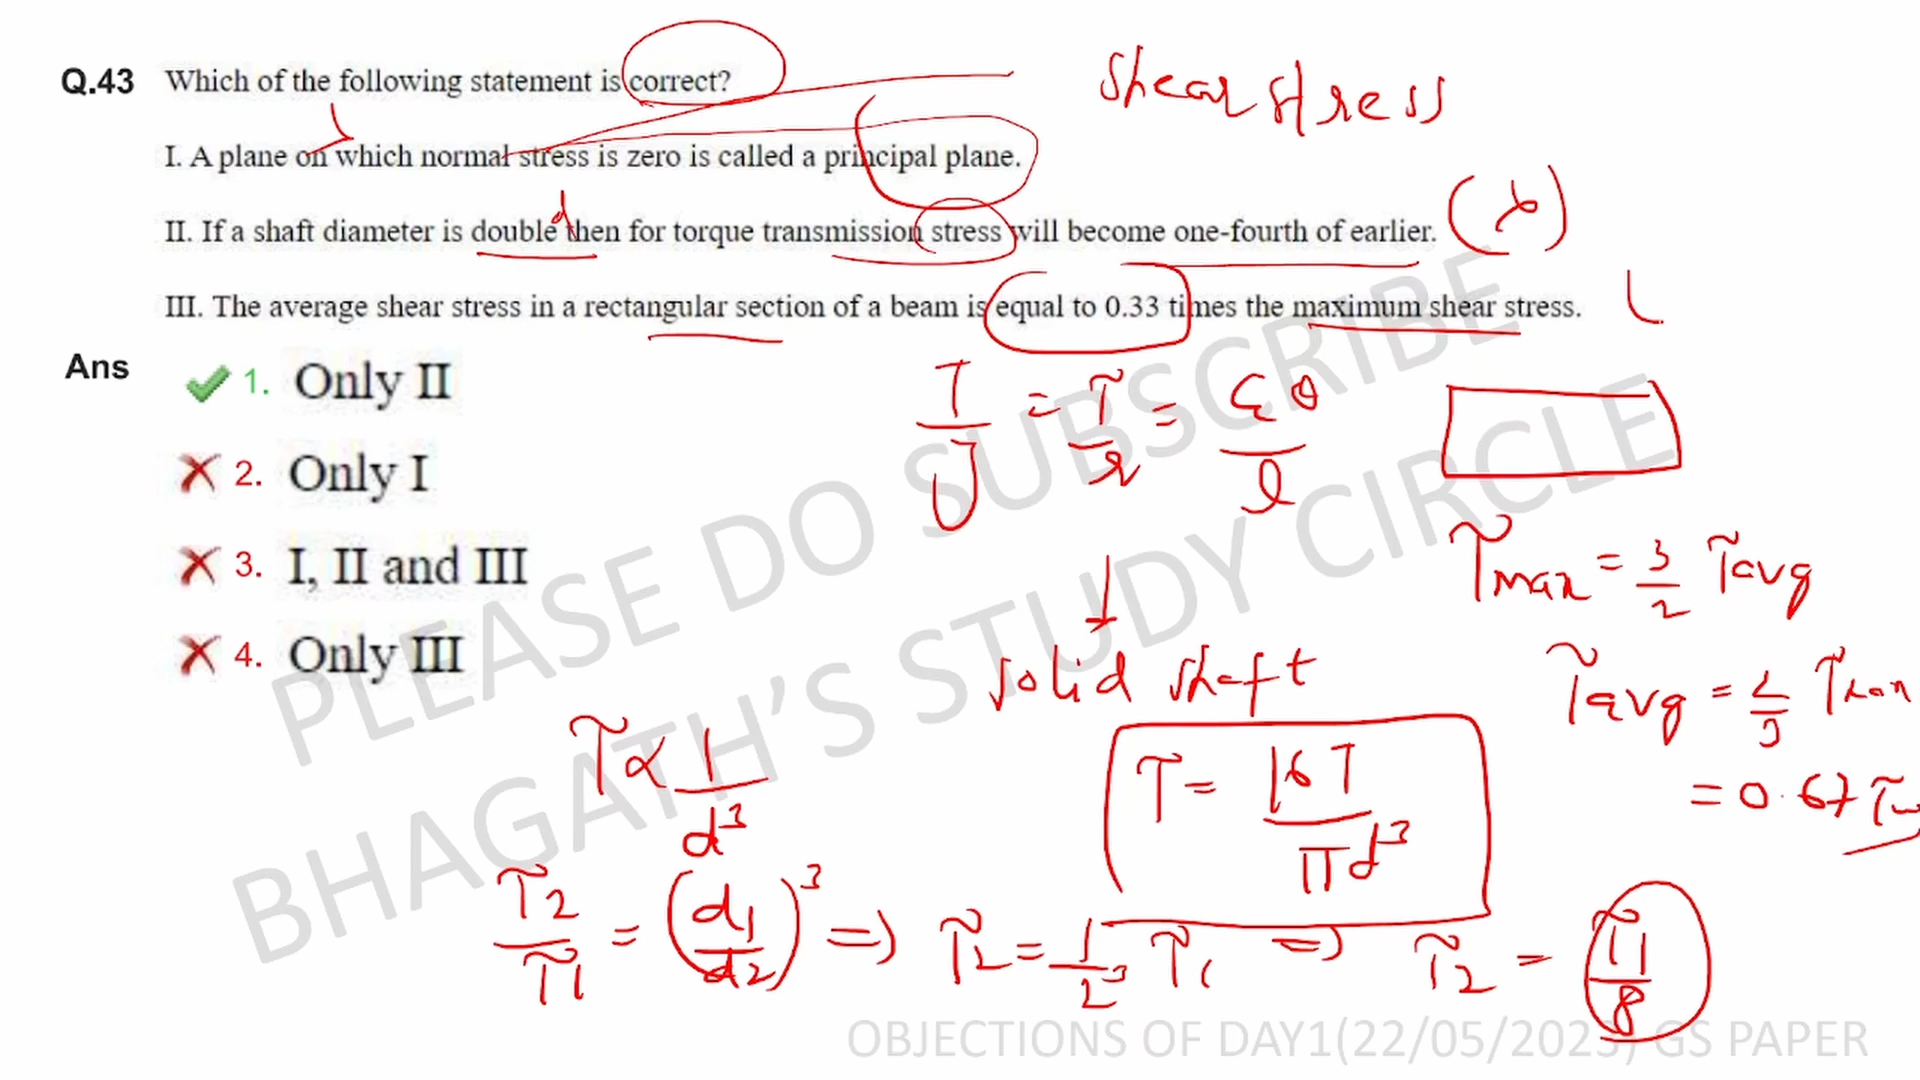 Q.43 Which of the following statement is correct?
shear stress
I. A plane on which normal stress is zero is called a principal plane.
II. If a shaft diameter is double then for torque transmission stress will become one-fourth of earlier.
d
III. The average shear stress in a rectangular section of a beam is equal to 0.33 times the maximum shear stress.
Ans
1. Only II
2. Only I
3. I, II and III
4. Only III
T/J = τ/r = Gθ/l
solid shaft
τ = 16T/πd³
τmax = 3/2 τavg
τavg = 2/3 τmax
= 0.67 τ
τ ∝ 1/d³
τ2/τ1 = (d1/d2)³ => τ2 = 1/2³ τ1 => τ2 = τ1/8
PLEASE DO SUBSCRIBE
BHAGATH'S STUDY CIRCLE
OBJECTIONS OF DAY1(22/05/2023) GS PAPER